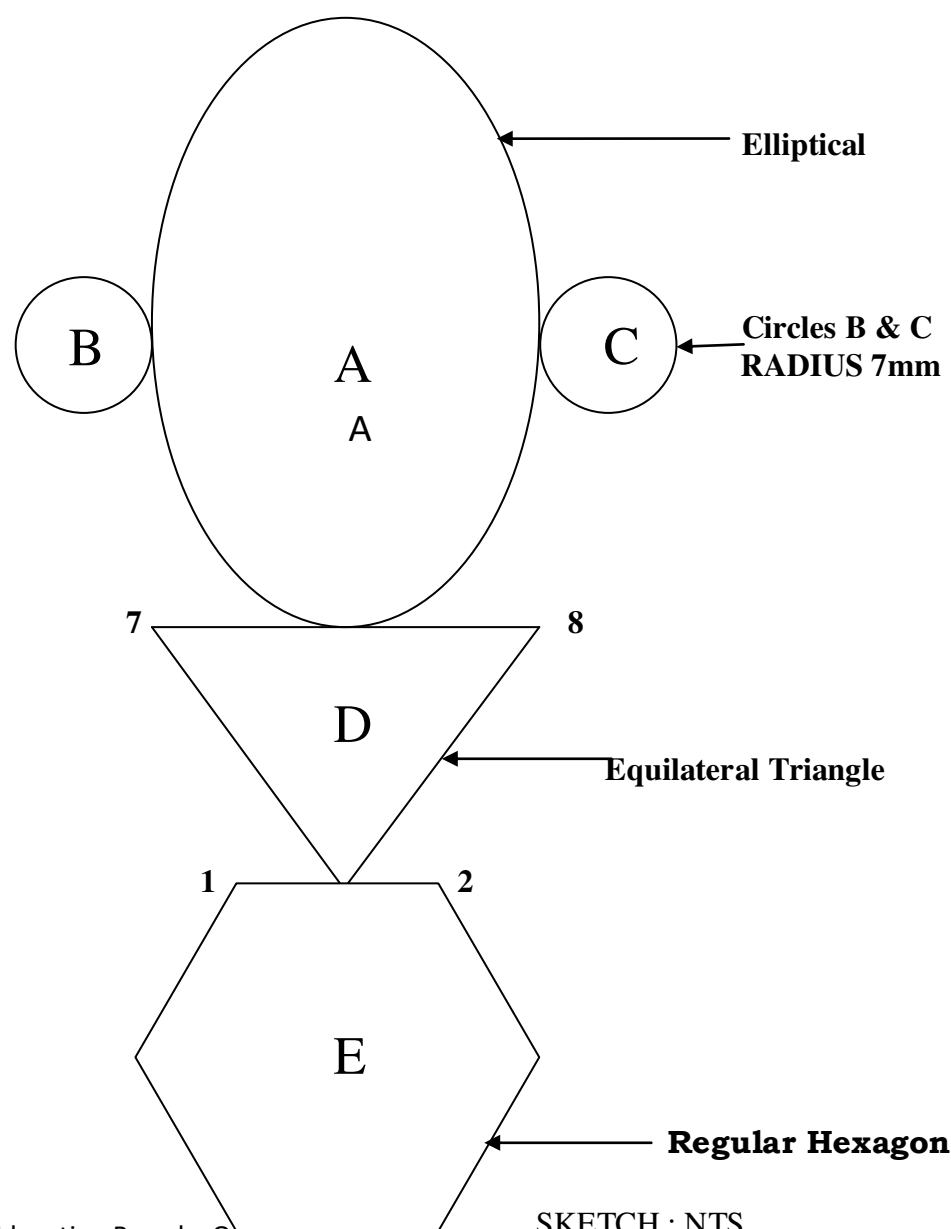 Elliptical
B
A
C
Circles B & C
RADIUS 7mm
A
7
8
D
Equilateral Triangle
1
2
E
Regular Hexagon
SKETCH : NTS